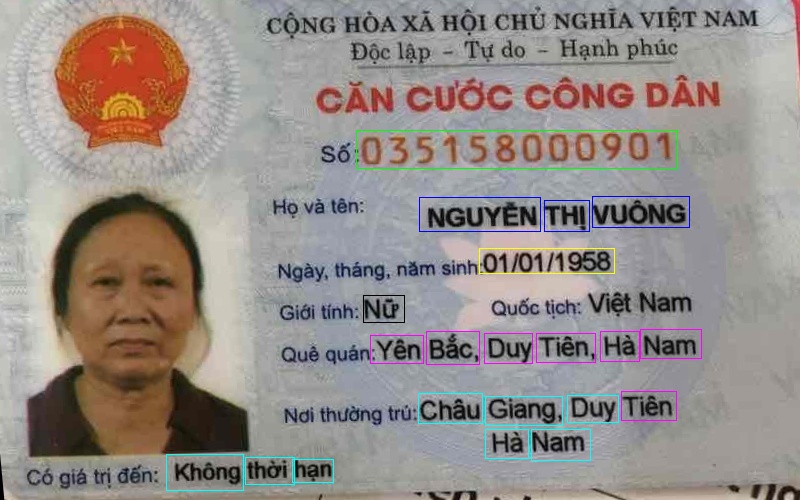 CỘNG HÒA XÃ HỘI CHỦ NGHĨA VIỆT NAM
Độc lập - Tự do - Hạnh phúc
CĂN CƯỚC CÔNG DÂN
Số: 035158000901
Họ và tên: NGUYỄN THỊ VUÔNG
Ngày, tháng, năm sinh: 01/01/1958
Giới tính: Nữ Quốc tịch: Việt Nam
Quê quán: Yên Bắc, Duy Tiên, Hà Nam
Nơi thường trú: Châu Giang, Duy Tiên
Hà Nam
Có giá trị đến: Không thời hạn